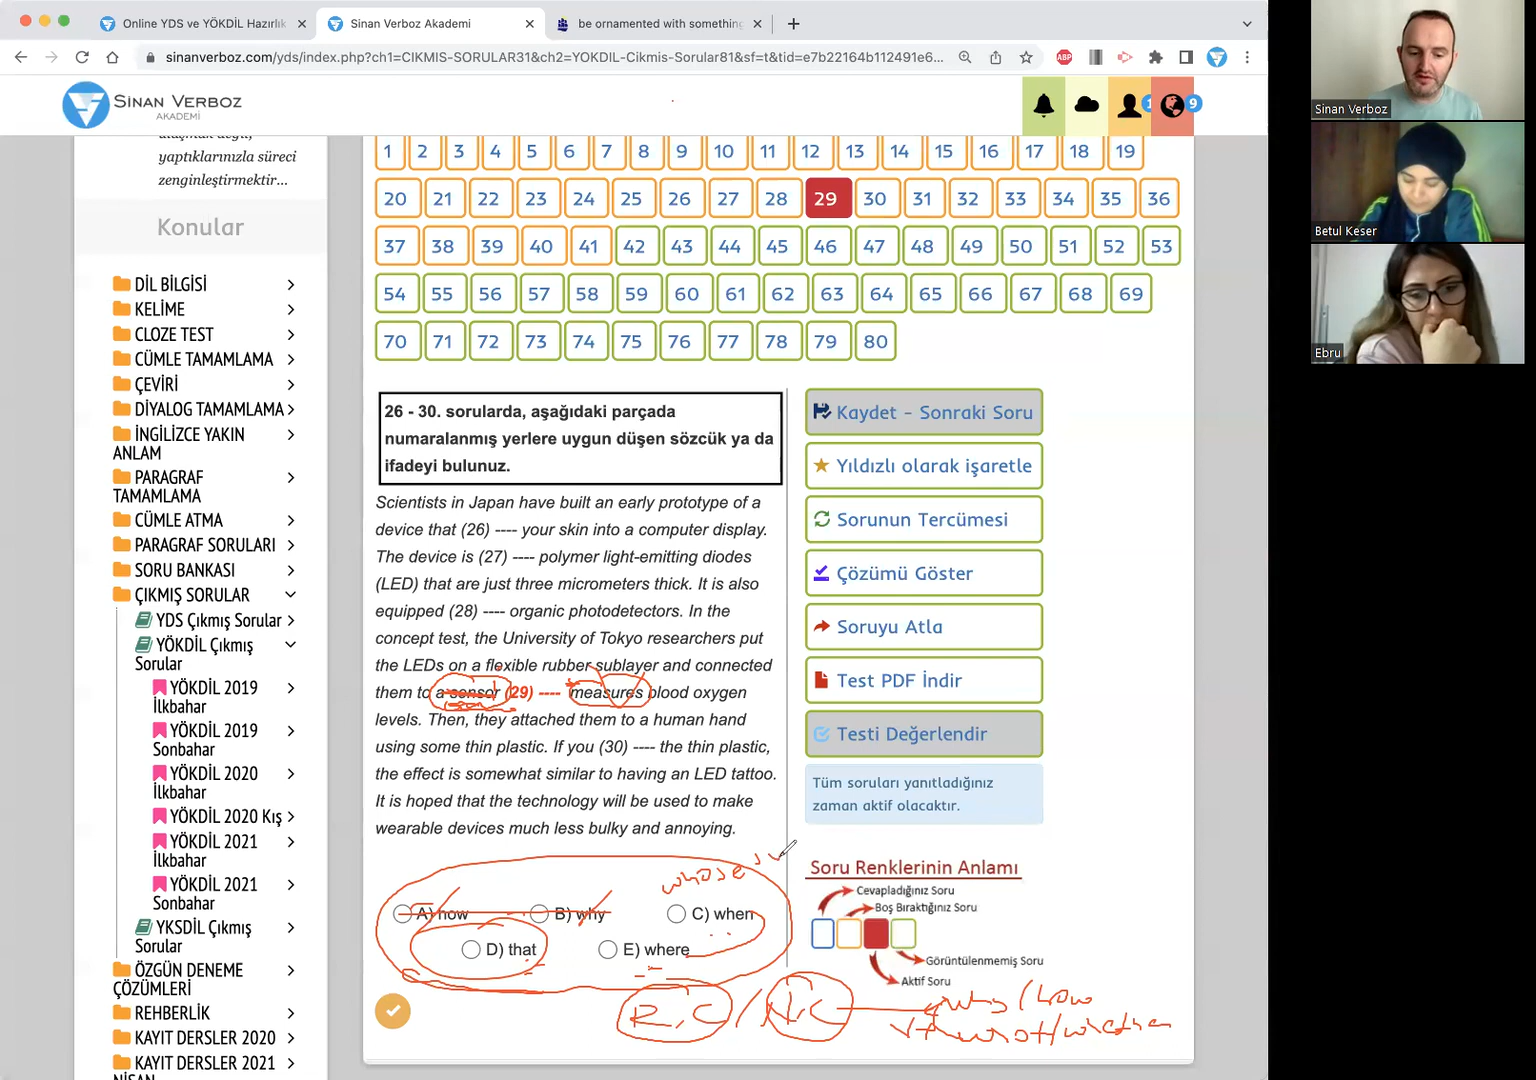 Online YDS ve YÖKDİL Hazırlık
Sinan Verboz Akademi
be ornamented with something
sinanverboz.com/yds/index.php?ch1=CIKMIS-SORULAR31&ch2=YOKDIL-Cikmis-Sorular81&sf=t&tid=e7b22164b112491e6...
ABP
SİNAN VERBOZ
AKADEMİ
1
9
yaptıklarınızla süreci
zenginleştirmektir...
Konular
DİL BİLGİSİ
KELİME
CLOZE TEST
CÜMLE TAMAMLAMA
ÇEVİRİ
DİYALOG TAMAMLAMA
İNGİLİZCE YAKIN
ANLAM
PARAGRAF
TAMAMLAMA
CÜMLE ATMA
PARAGRAF SORULARI
SORU BANKASI
ÇIKMIŞ SORULAR
YDS Çıkmış Sorular
YÖKDİL Çıkmış
Sorular
YÖKDİL 2019
İlkbahar
YÖKDİL 2019
Sonbahar
YÖKDİL 2020
İlkbahar
YÖKDİL 2020 Kış
YÖKDİL 2021
İlkbahar
YÖKDİL 2021
Sonbahar
YKSDİL Çıkmış
Sorular
ÖZGÜN DENEME
ÇÖZÜMLERİ
REHBERLİK
KAYIT DERSLER 2020
KAYIT DERSLER 2021
NİSAN
1 2 3 4 5 6 7 8 9 10 11 12 13 14 15 16 17 18 19
20 21 22 23 24 25 26 27 28 29 30 31 32 33 34 35 36
37 38 39 40 41 42 43 44 45 46 47 48 49 50 51 52 53
54 55 56 57 58 59 60 61 62 63 64 65 66 67 68 69
70 71 72 73 74 75 76 77 78 79 80
26 - 30. sorularda, aşağıdaki parçada
numaralanmış yerlere uygun düşen sözcük ya da
ifadeyi bulunuz.
Scientists in Japan have built an early prototype of a
device that (26) ---- your skin into a computer display.
The device is (27) ---- polymer light-emitting diodes
(LED) that are just three micrometers thick. It is also
equipped (28) ---- organic photodetectors. In the
concept test, the University of Tokyo researchers put
the LEDs on a flexible rubber sublayer and connected
them to a sensor (29) ---- measures blood oxygen
levels. Then, they attached them to a human hand
using some thin plastic. If you (30) ---- the thin plastic,
the effect is somewhat similar to having an LED tattoo.
It is hoped that the technology will be used to make
wearable devices much less bulky and annoying.
whose
A) how
B) why
C) when
D) that
E) where
R.C / N.C
Kaydet - Sonraki Soru
Yıldızlı olarak işaretle
Sorunun Tercümesi
Çözümü Göster
Soruyu Atla
Test PDF İndir
Testi Değerlendir
Tüm soruları yanıtladığınız
zaman aktif olacaktır.
Soru Renklerinin Anlamı
Cevapladığınız Soru
Boş Bıraktığınız Soru
Görüntülenmemiş Soru
Aktif Soru
Sinan Verboz
Betul Keser
Ebru